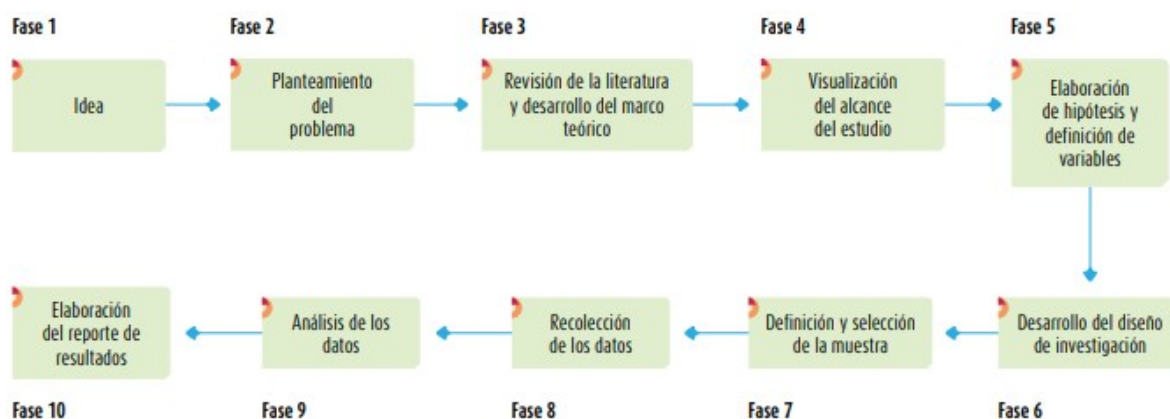 Fase 1
Idea
Fase 2
Planteamiento
del
problema
Fase 3
Revisión de la literatura
y desarrollo del marco
teórico
Fase 4
Visualización
del alcance
del estudio
Fase 5
Elaboración
de hipótesis y
definición de
variables
Desarrollo del diseño
de investigación
Fase 6
Definición y selección
de la muestra
Fase 7
Recolección
de los datos
Fase 8
Análisis de los
datos
Fase 9
Elaboración
del reporte de
resultados
Fase 10